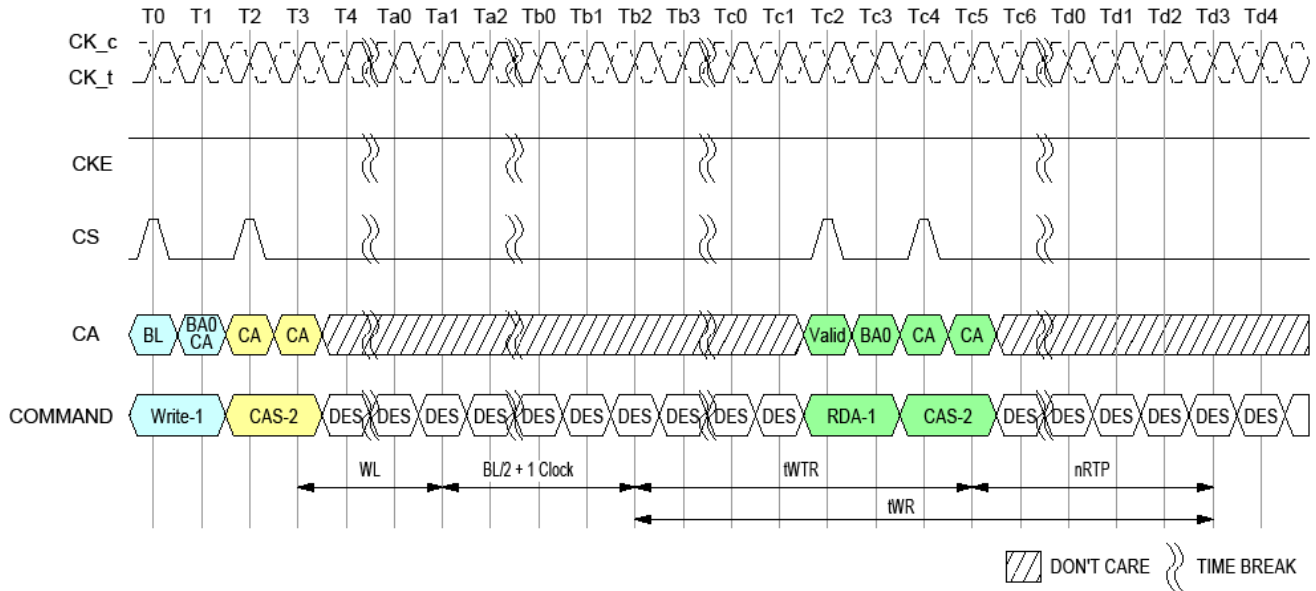 T0 T1 T2 T3 T4 Ta0 Ta1 Ta2 Tb0 Tb1 Tb2 Tb3 Tc0 Tc1 Tc2 Tc3 Tc4 Tc5 Tc6 Td0 Td1 Td2 Td3 Td4
CK_c
CK_t
CKE
CS
CA BL BA0 CA CA CA Valid BA0 CA CA
COMMAND Write-1 CAS-2 DES DES DES DES DES DES DES DES DES DES RDA-1 CAS-2 DES DES DES DES DES DES
WL BL/2 + 1 Clock tWTR nRTP
tWR
DON'T CARE TIME BREAK